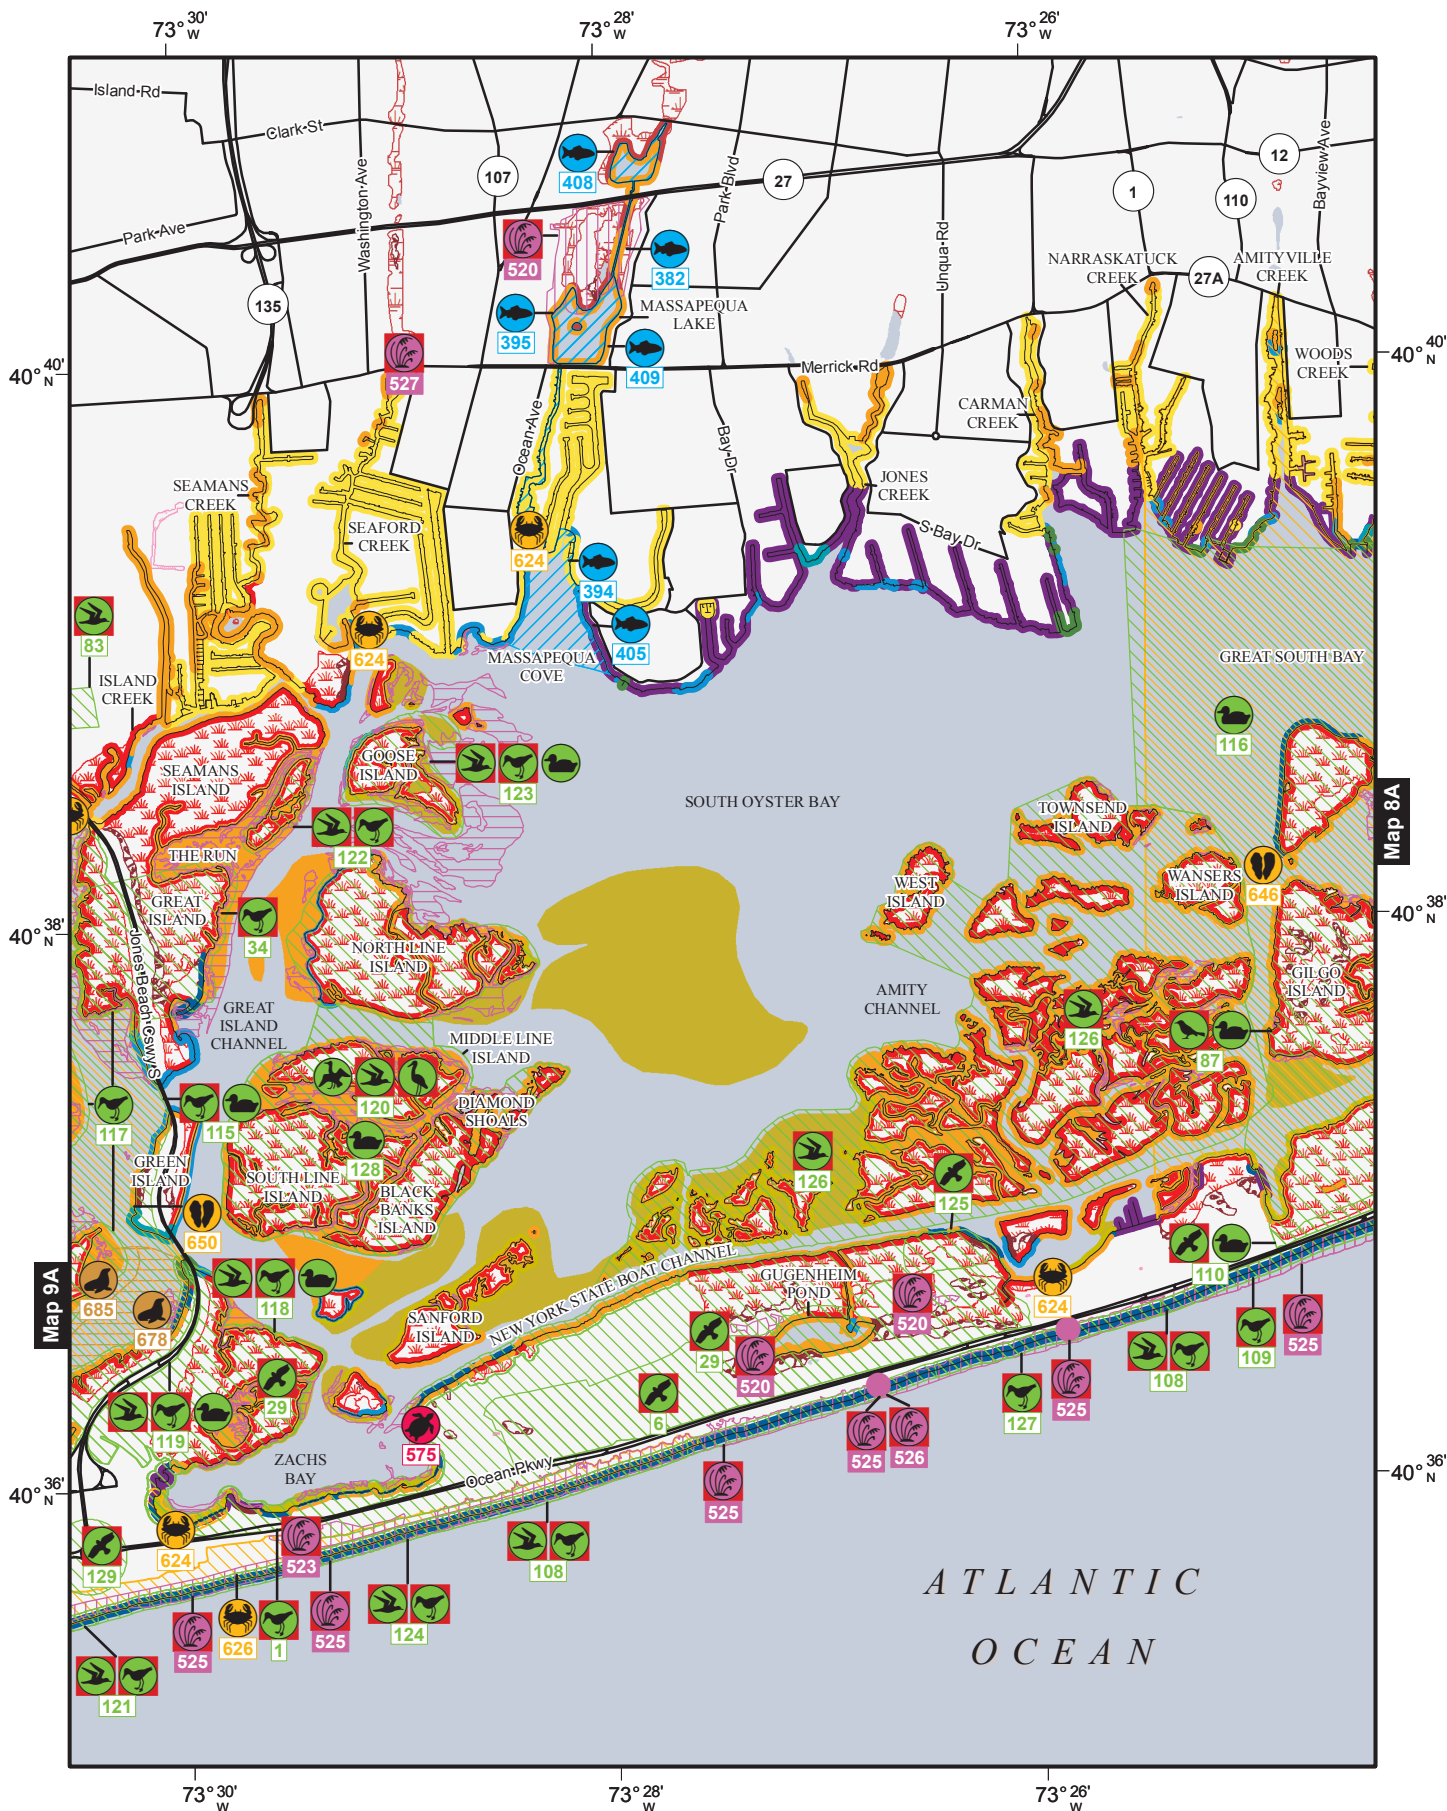 73° 30' W
73° 28' W
73° 26' W
Island Rd
Clark St
Washington Ave
107
408
Park Blvd
27
12
1
110
Bayview Ave
Park Ave
520
382
Unqua Rd
NARRASKATUCK
CREEK
AMITYVILLE
CREEK
27A
135
MASSAPEQUA
LAKE
395
409
40° 40' N
40° 40' N
527
Merrick Rd
WOODS
CREEK
CARMAN
CREEK
Ocean Ave
Bay Dr
SEAMANS
CREEK
JONES
CREEK
SEAFORD
CREEK
S Bay Dr
624
394
83
624
405
MASSAPEQUA
COVE
GREAT SOUTH BAY
ISLAND
CREEK
116
GOOSE
ISLAND
123
SEAMANS
ISLAND
SOUTH OYSTER BAY
TOWNSEND
ISLAND
Map 8A
122
THE RUN
WEST
ISLAND
WANSERS
ISLAND
646
GREAT
ISLAND
34
40° 38' N
40° 38' N
Jones Beach Cswy S
NORTH LINE
ISLAND
GILGO
ISLAND
AMITY
CHANNEL
GREAT
ISLAND
CHANNEL
126
87
MIDDLE LINE
ISLAND
120
DIAMOND
SHOALS
117
115
128
126
GREEN
ISLAND
SOUTH LINE
ISLAND
BLACK
BANKS
ISLAND
125
650
110
NEW YORK STATE BOAT CHANNEL
GUGENHEIM
POND
685
118
678
Map 9A
SANFORD
ISLAND
520
624
29
520
525
109
108
29
6
525
127
119
575
525
526
ZACHS
BAY
Ocean Pkwy
40° 36' N
40° 36' N
525
129
624
523
108
ATLANTIC
OCEAN
525
626
1
525
124
121
73° 30' W
73° 28' W
73° 26' W